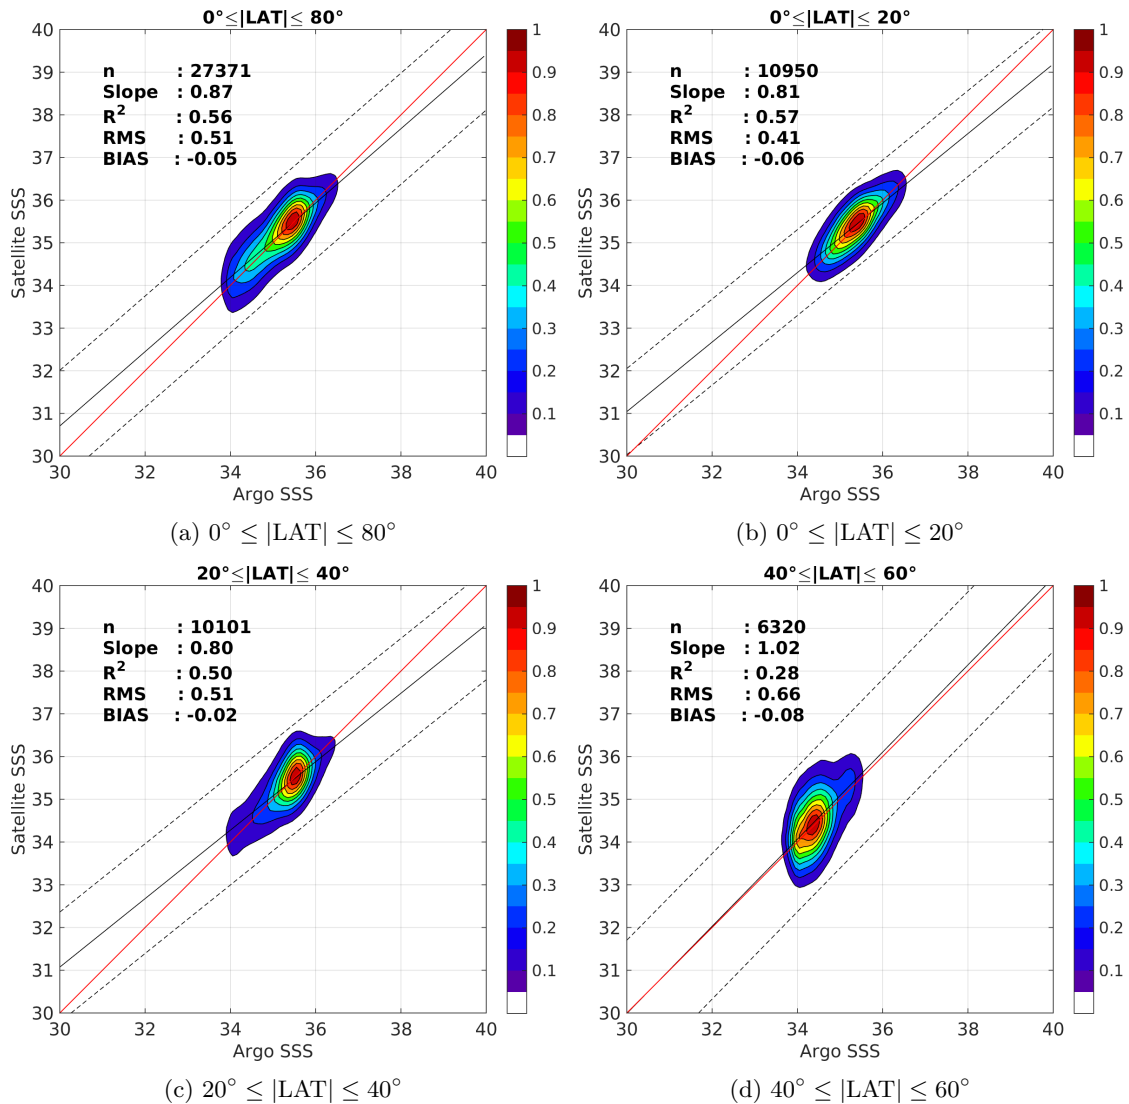 0°≤|LAT|≤ 80°
40
39
38
37
36
35
34
33
32
31
30
Satellite SSS
n : 27371
Slope : 0.87
R² : 0.56
RMS : 0.51
BIAS : -0.05
30 32 34 36 38 40
Argo SSS
1
0.9
0.8
0.7
0.6
0.5
0.4
0.3
0.2
0.1
(a) 0° ≤ |LAT| ≤ 80°
0°≤|LAT|≤ 20°
40
39
38
37
36
35
34
33
32
31
30
Satellite SSS
n : 10950
Slope : 0.81
R² : 0.57
RMS : 0.41
BIAS : -0.06
30 32 34 36 38 40
Argo SSS
1
0.9
0.8
0.7
0.6
0.5
0.4
0.3
0.2
0.1
(b) 0° ≤ |LAT| ≤ 20°
20°≤|LAT|≤ 40°
40
39
38
37
36
35
34
33
32
31
30
Satellite SSS
n : 10101
Slope : 0.80
R² : 0.50
RMS : 0.51
BIAS : -0.02
30 32 34 36 38 40
Argo SSS
1
0.9
0.8
0.7
0.6
0.5
0.4
0.3
0.2
0.1
(c) 20° ≤ |LAT| ≤ 40°
40°≤|LAT|≤ 60°
40
39
38
37
36
35
34
33
32
31
30
Satellite SSS
n : 6320
Slope : 1.02
R² : 0.28
RMS : 0.66
BIAS : -0.08
30 32 34 36 38 40
Argo SSS
1
0.9
0.8
0.7
0.6
0.5
0.4
0.3
0.2
0.1
(d) 40° ≤ |LAT| ≤ 60°